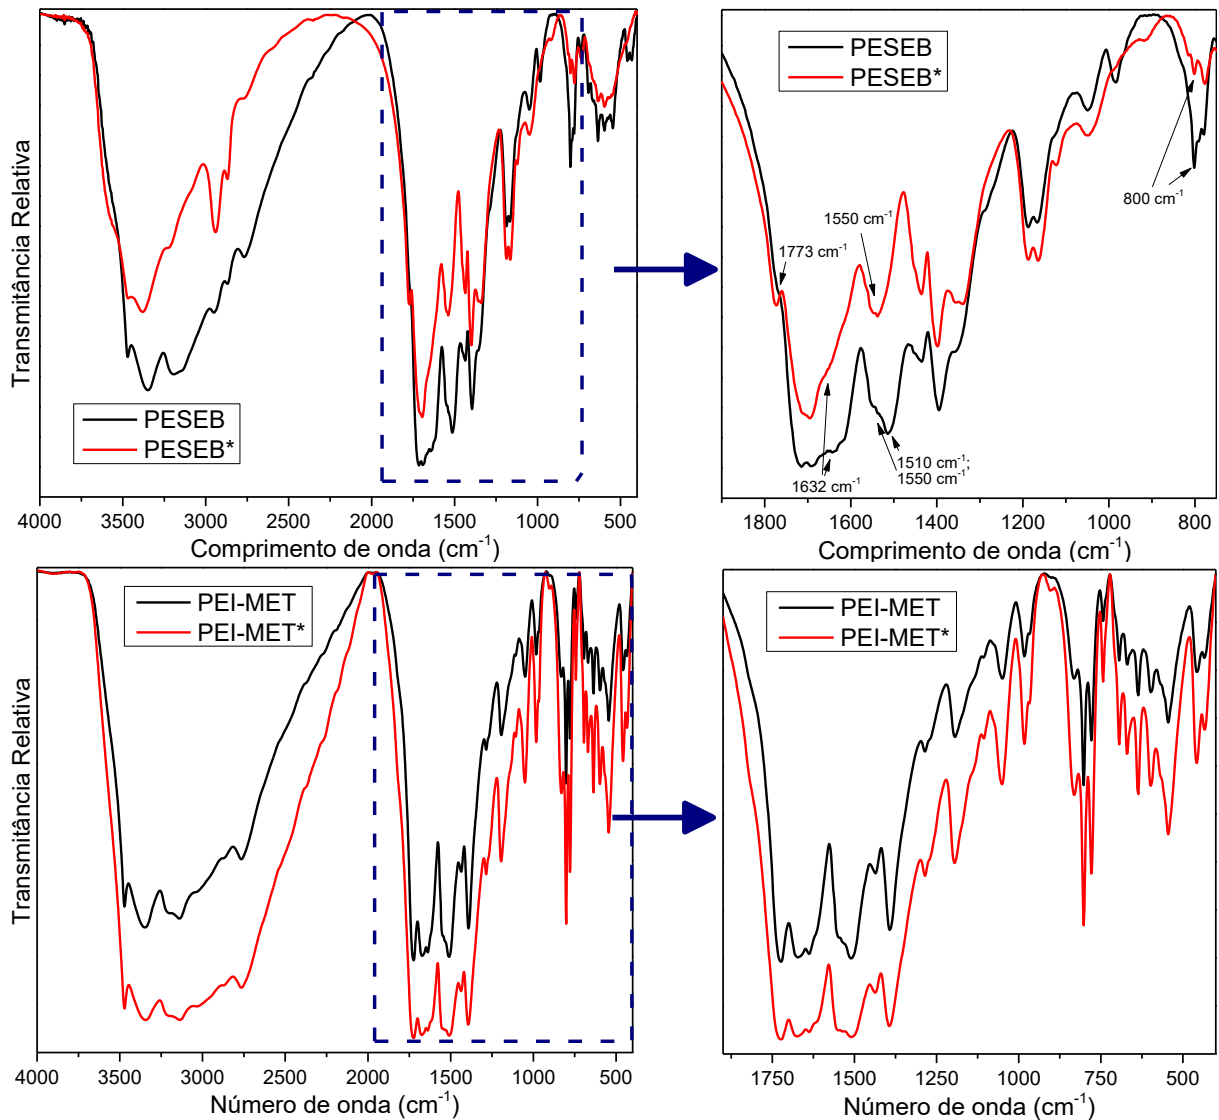 Transmitância Relativa
PESEB
PESEB*
4000 3500 3000 2500 2000 1500 1000 500
Comprimento de onda (cm⁻¹)
PESEB
PESEB*
1773 cm⁻¹
1550 cm⁻¹
800 cm⁻¹
1632 cm⁻¹
1510 cm⁻¹;
1550 cm⁻¹
1800 1600 1400 1200 1000 800
Comprimento de onda (cm⁻¹)
Transmitância Relativa
PEI-MET
PEI-MET*
4000 3500 3000 2500 2000 1500 1000 500
Número de onda (cm⁻¹)
PEI-MET
PEI-MET*
1750 1500 1250 1000 750 500
Número de onda (cm⁻¹)